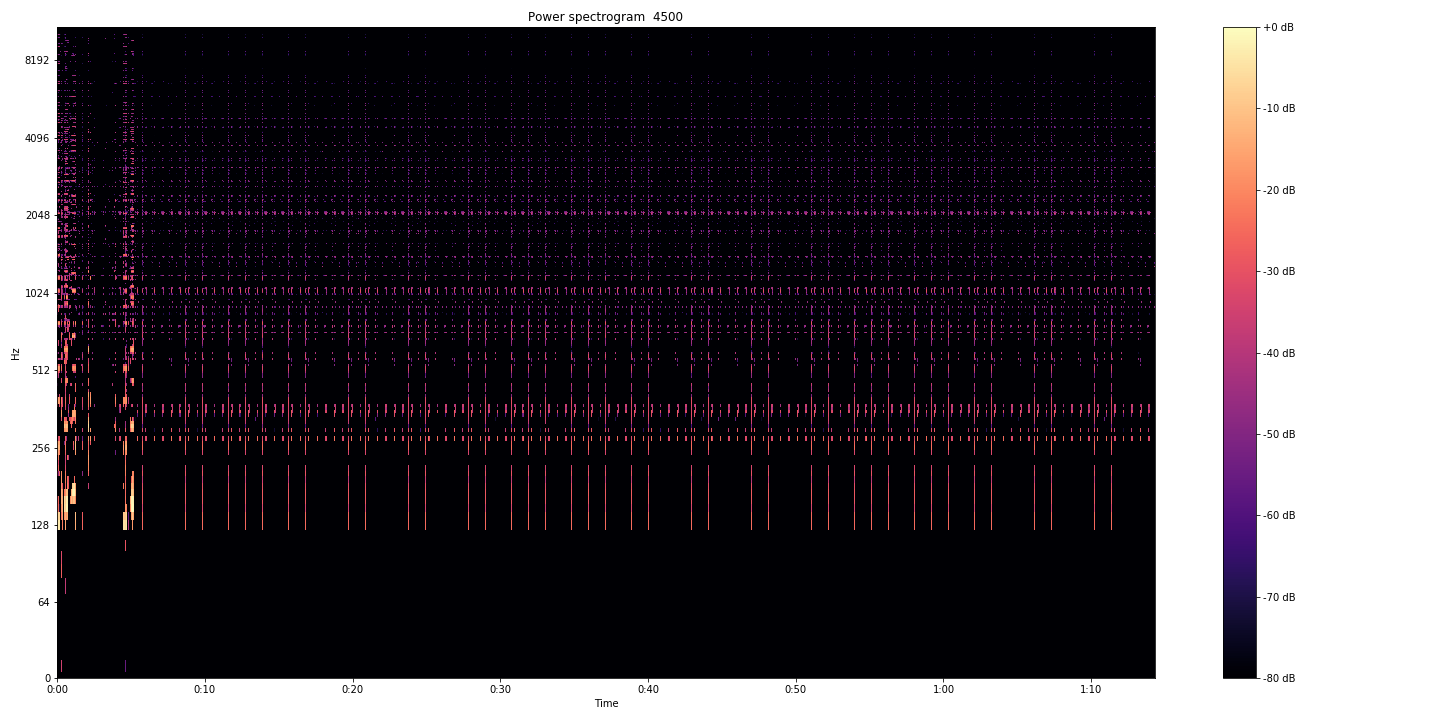 Power spectrogram  4500
Hz
8192
4096
2048
1024
512
256
128
64
0
0:00
0:10
0:20
0:30
0:40
0:50
1:00
1:10
Time
+0 dB
-10 dB
-20 dB
-30 dB
-40 dB
-50 dB
-60 dB
-70 dB
-80 dB